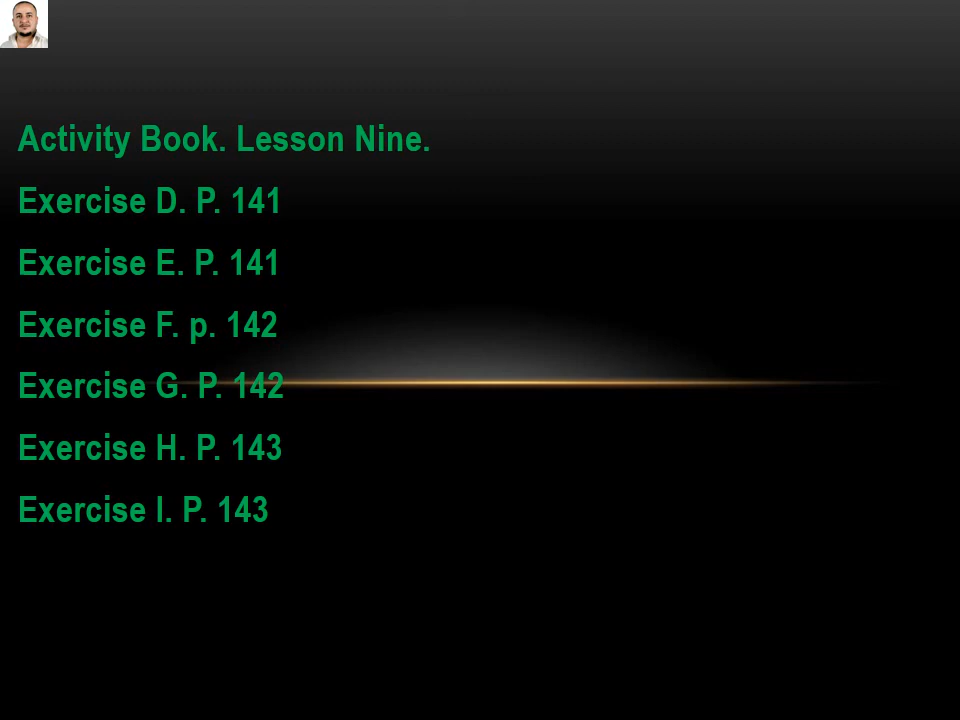 Activity Book. Lesson Nine.
Exercise D. P. 141
Exercise E. P. 141
Exercise F. p. 142
Exercise G. P. 142
Exercise H. P. 143
Exercise I. P. 143